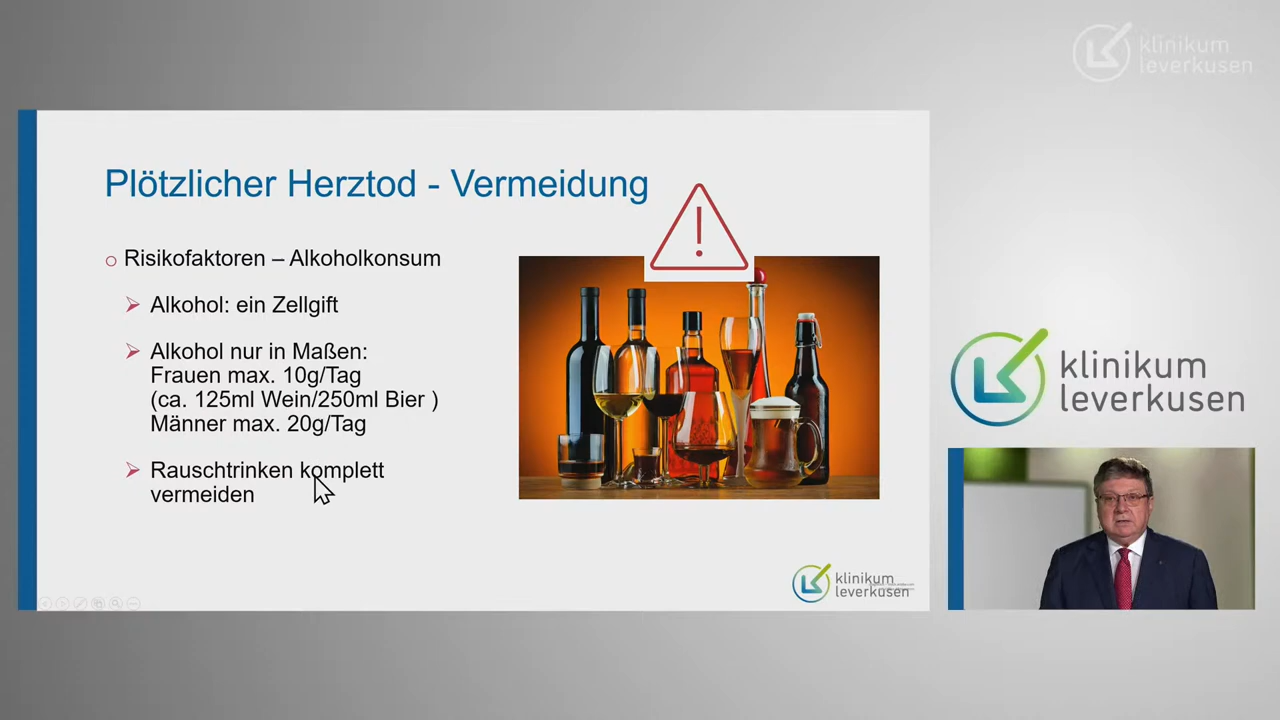 klinikum
leverkusen
Plötzlicher Herztod - Vermeidung
Risikofaktoren – Alkoholkonsum
Alkohol: ein Zellgift
Alkohol nur in Maßen:
Frauen max. 10g/Tag
(ca. 125ml Wein/250ml Bier )
Männer max. 20g/Tag
Rauschtrinken komplett
vermeiden
klinikum
leverkusen
klinikum
leverkusen